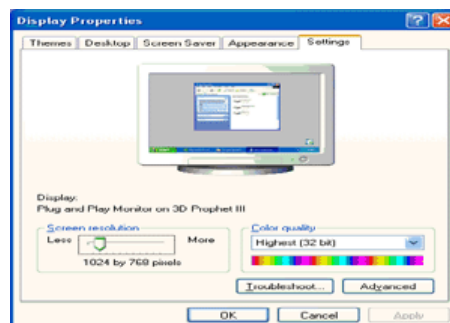 Display Properties
Themes Desktop Screen Saver Appearance Settings
Display:
Plug and Play Monitor on 3D Prophet III
Screen resolution
Less More
1024 by 768 pixels
Color quality
Highest (32 bit)
Troubleshoot... Advanced
OK Cancel Apply